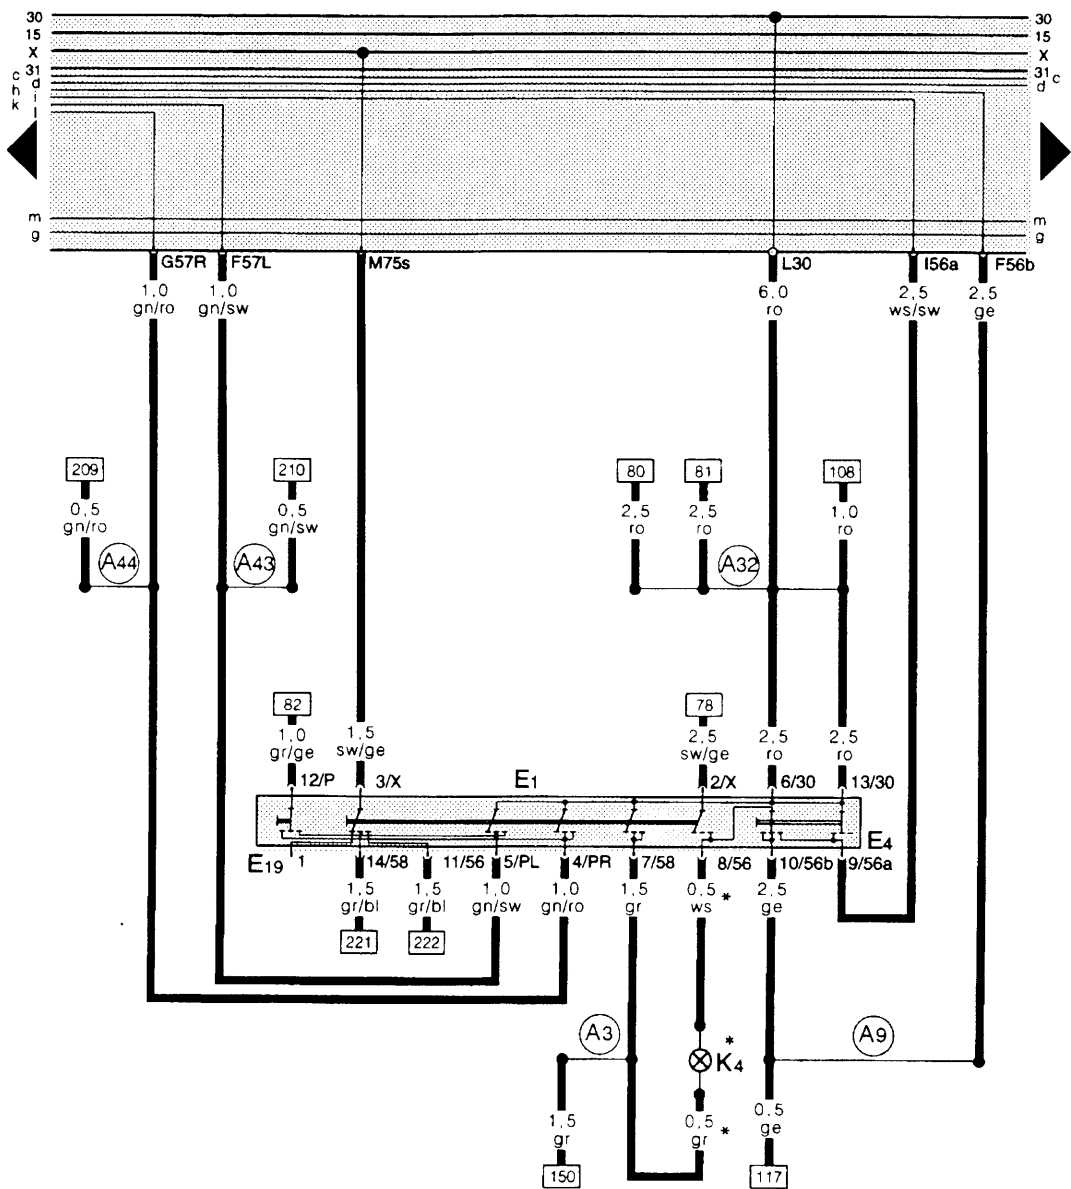 30 30
15 15
X X
31 31 c
c d d
h i
k l
m m
g g
G57R F57L M75s L30 I56a F56b
1,0 1,0 6,0 2,5 2,5
gn/ro gn/sw ro ws/sw ge
209 210 80 81 108
0,5 0,5 2,5 2,5 1,0
gn/ro gn/sw ro ro ro
A44 A43 A32
82 78
1,0 1,5 2,5 2,5 2,5
gr/ge sw/ge sw/ge ro ro
12/P 3/X E1 2/X 6/30 13/30
E19 1 14/58 11/56 5/PL 4/PR 7/58 8/56 10/56b 9/56a E4
1,5 1,5 1,0 1,0 1,5 0,5 * 2,5
gr/bl gr/bl gn/sw gn/ro gr ws ge
221 222
A3 * A9
K4
1,5 0,5 * 0,5
gr gr ge
150 117